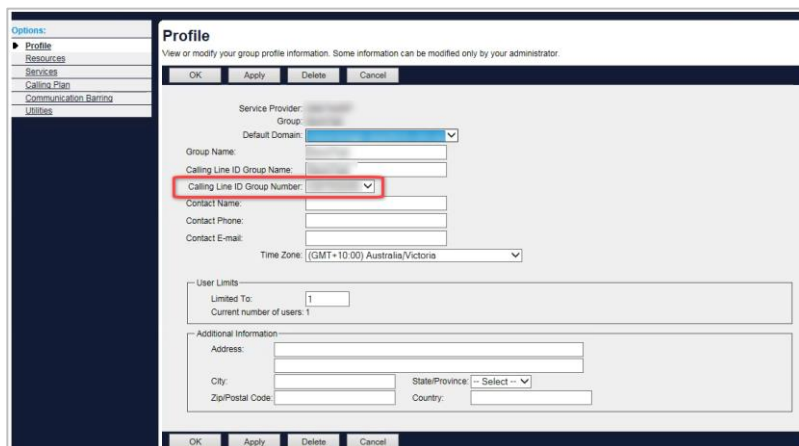 Options:
Profile
Resources
Services
Calling Plan
Communication Barring
Utilities
Profile
View or modify your group profile information. Some information can be modified only by your administrator.
OK Apply Delete Cancel
Service Provider:
Group:
Default Domain:
Group Name:
Calling Line ID Group Name:
Calling Line ID Group Number:
Contact Name:
Contact Phone:
Contact E-mail:
Time Zone: (GMT+10:00) Australia/Victoria
User Limits
Limited To: 1
Current number of users: 1
Additional Information
Address:
City: State/Province: -- Select --
Zip/Postal Code: Country:
OK Apply Delete Cancel